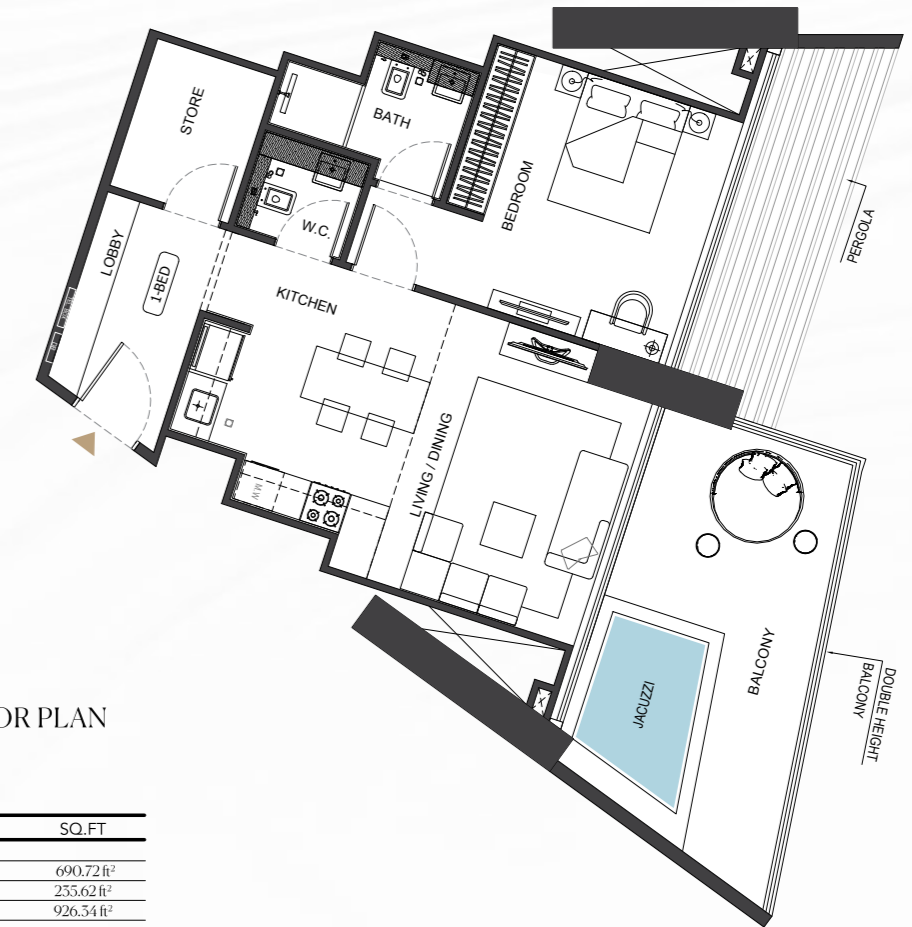 STORE
BATH
BEDROOM
W.C.
LOBBY
1-BED
KITCHEN
PERGOLA
LIVING / DINING
M.W
BALCONY
JACUZZI
DOUBLE HEIGHT
BALCONY
OR PLAN
SQ.FT
690.72 ft²
235.62 ft²
926.34 ft²